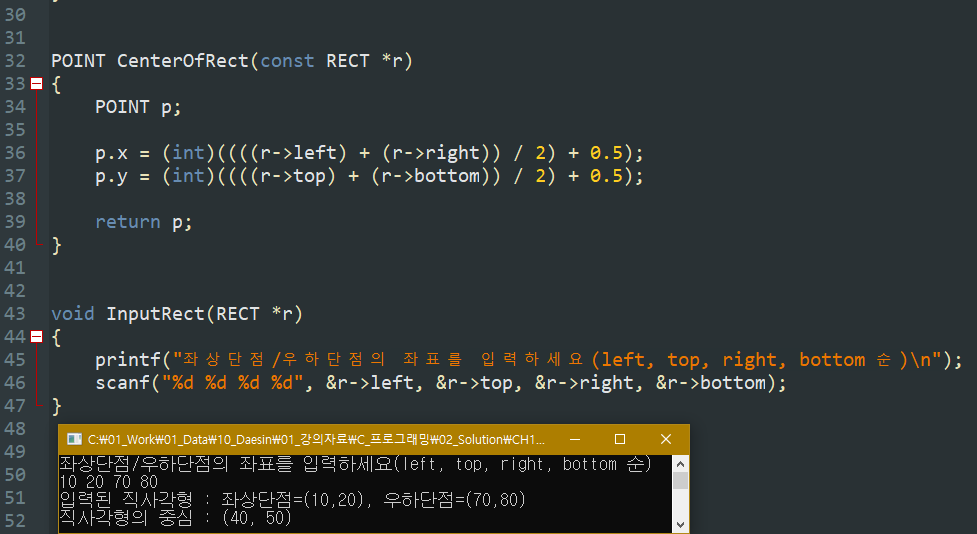 30
31
32 POINT CenterOfRect(const RECT *r)
33 {
34 POINT p;
35
36 p.x = (int)((((r->left) + (r->right)) / 2) + 0.5);
37 p.y = (int)((((r->top) + (r->bottom)) / 2) + 0.5);
38
39 return p;
40 }
41
42
43 void InputRect(RECT *r)
44 {
45 printf("좌상단점/우하단점의 좌표를 입력하세요(left, top, right, bottom 순)\n");
46 scanf("%d %d %d %d", &r->left, &r->top, &r->right, &r->bottom);
47 }
48
49
50
51
52
C:₩01_Work₩01_Data₩10_Daesin₩01_강의자료₩C_프로그래밍₩02_Solution₩CH1...
좌상단점/우하단점의 좌표를 입력하세요(left, top, right, bottom 순)
10 20 70 80
입력된 직사각형 : 좌상단점=(10,20), 우하단점=(70,80)
직사각형의 중심 : (40, 50)